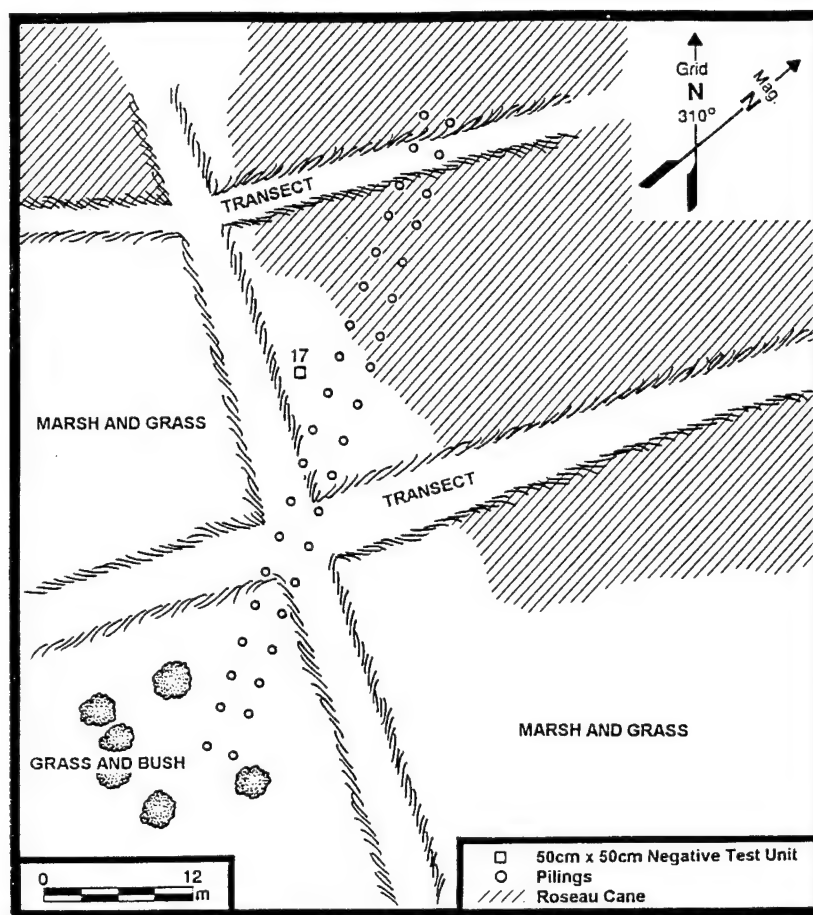 Grid
N
310°
Mag.
N
TRANSECT
17
MARSH AND GRASS
TRANSECT
MARSH AND GRASS
GRASS AND BUSH
0 12
m
50cm x 50cm Negative Test Unit
Pilings
Roseau Cane